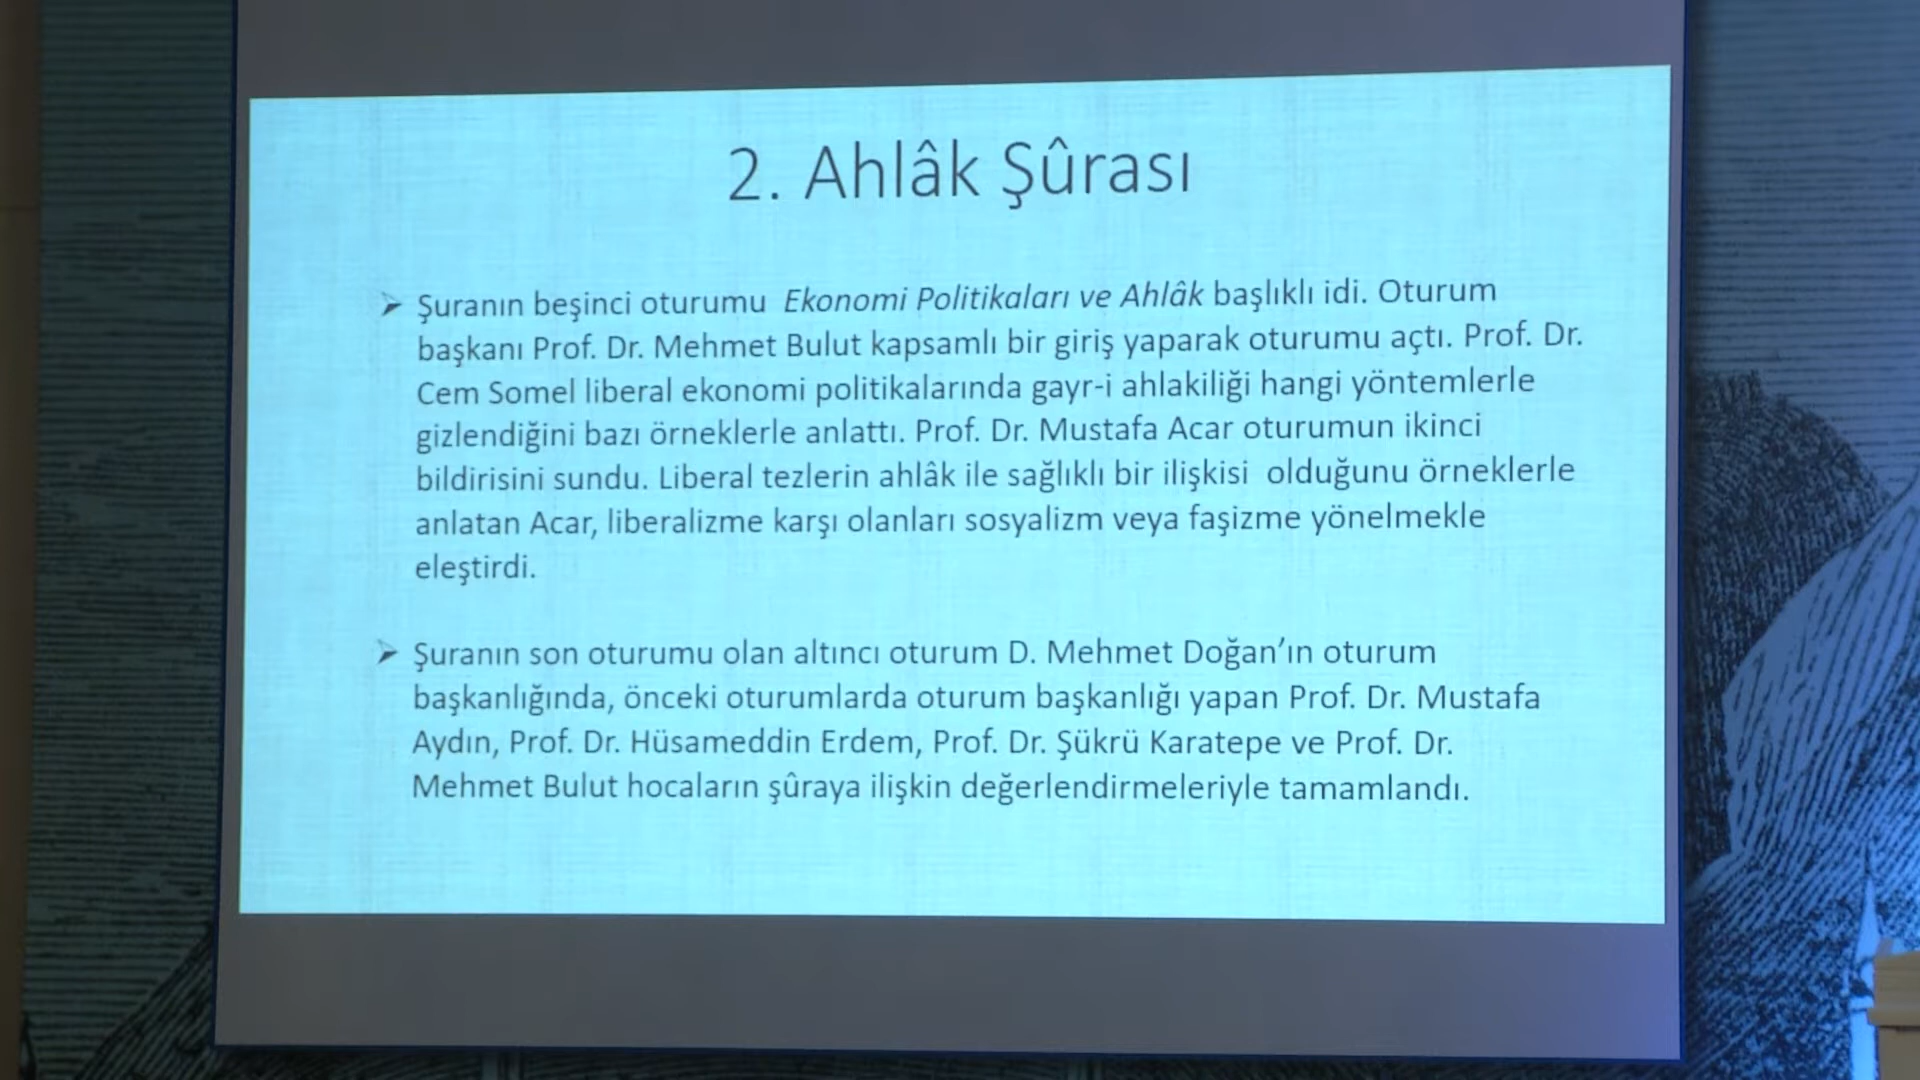 2. Ahlâk Şûrası
➢ Şuranın beşinci oturumu Ekonomi Politikaları ve Ahlâk başlıklı idi. Oturum
başkanı Prof. Dr. Mehmet Bulut kapsamlı bir giriş yaparak oturumu açtı. Prof. Dr.
Cem Somel liberal ekonomi politikalarında gayr-i ahlakiliği hangi yöntemlerle
gizlendiğini bazı örneklerle anlattı. Prof. Dr. Mustafa Acar oturumun ikinci
bildirisini sundu. Liberal tezlerin ahlâk ile sağlıklı bir ilişkisi olduğunu örneklerle
anlatan Acar, liberalizme karşı olanları sosyalizm veya faşizme yönelmekle
eleştirdi.
➢ Şuranın son oturumu olan altıncı oturum D. Mehmet Doğan’ın oturum
başkanlığında, önceki oturumlarda oturum başkanlığı yapan Prof. Dr. Mustafa
Aydın, Prof. Dr. Hüsameddin Erdem, Prof. Dr. Şükrü Karatepe ve Prof. Dr.
Mehmet Bulut hocaların şûraya ilişkin değerlendirmeleriyle tamamlandı.